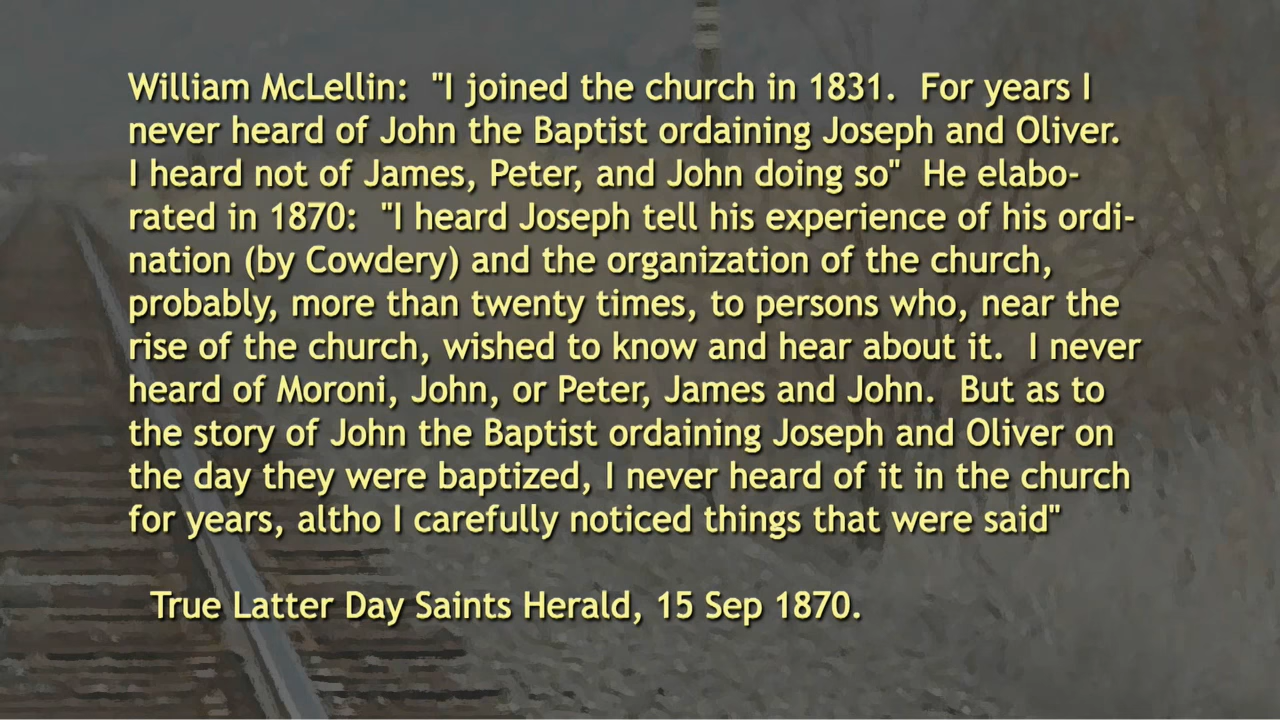 William McLellin:  "I joined the church in 1831.  For years I
never heard of John the Baptist ordaining Joseph and Oliver.
I heard not of James, Peter, and John doing so"  He elabo-
rated in 1870:  "I heard Joseph tell his experience of his ordi-
nation (by Cowdery) and the organization of the church,
probably, more than twenty times, to persons who, near the
rise of the church, wished to know and hear about it.  I never
heard of Moroni, John, or Peter, James and John.  But as to
the story of John the Baptist ordaining Joseph and Oliver on
the day they were baptized, I never heard of it in the church
for years, altho I carefully noticed things that were said"
True Latter Day Saints Herald, 15 Sep 1870.